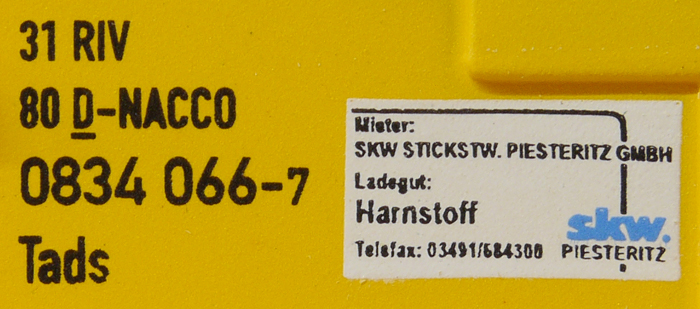 31 RIV
80 D-NACCO
0834 066-7
Tads
Mieter:
SKW STICKSTW. PIESTERITZ GMBH
Ladegut:
Harnstoff
Telefax: 03491/684300
skw.
PIESTERITZ